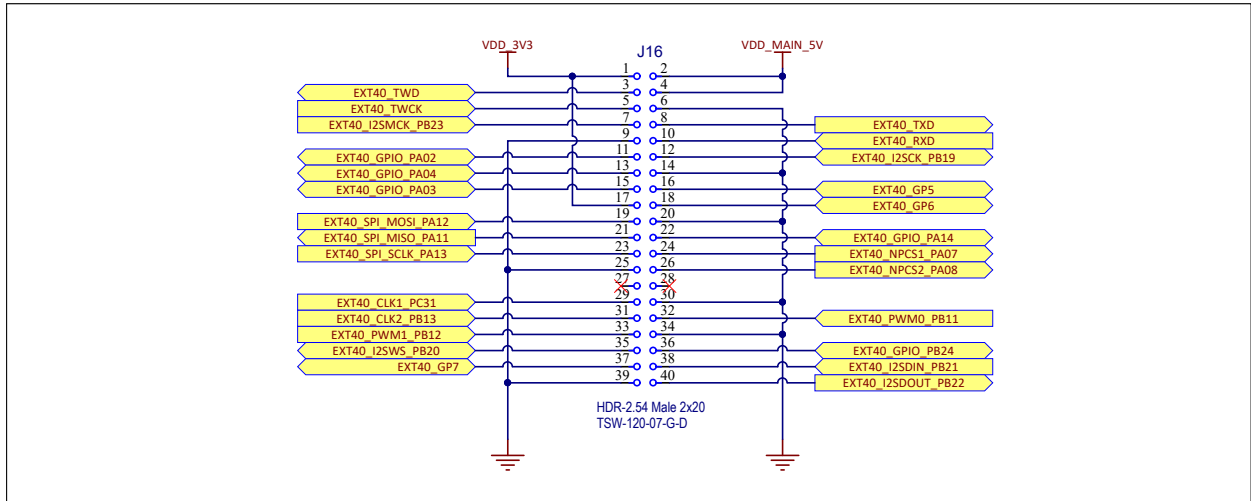 VDD_3V3
VDD_MAIN_5V
J16
1 2
EXT40_TWD 3 4
EXT40_TWCK 5 6
EXT40_I2SMCK_PB23 7 8 EXT40_TXD
9 10 EXT40_RXD
EXT40_GPIO_PA02 11 12 EXT40_I2SCK_PB19
EXT40_GPIO_PA04 13 14
EXT40_GPIO_PA03 15 16 EXT40_GP5
17 18 EXT40_GP6
EXT40_SPI_MOSI_PA12 19 20
EXT40_SPI_MISO_PA11 21 22 EXT40_GPIO_PA14
EXT40_SPI_SCLK_PA13 23 24 EXT40_NPCS1_PA07
25 26 EXT40_NPCS2_PA08
27 28
EXT40_CLK1_PC31 29 30
EXT40_CLK2_PB13 31 32 EXT40_PWM0_PB11
EXT40_PWM1_PB12 33 34
EXT40_I2SWS_PB20 35 36 EXT40_GPIO_PB24
EXT40_GP7 37 38 EXT40_I2SDIN_PB21
39 40 EXT40_I2SDOUT_PB22
HDR-2.54 Male 2x20
TSW-120-07-G-D